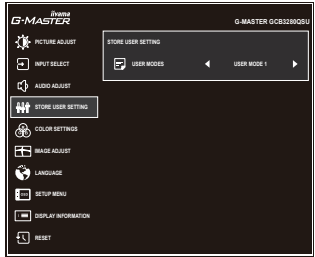 iiyama
G-MASTER
G-MASTER GCB3280QSU
PICTURE ADJUST
INPUT SELECT
AUDIO ADJUST
STORE USER SETTING
COLOR SETTINGS
IMAGE ADJUST
LANGUAGE
SETUP MENU
DISPLAY INFORMATION
RESET
STORE USER SETTING
USER MODES USER MODE 1